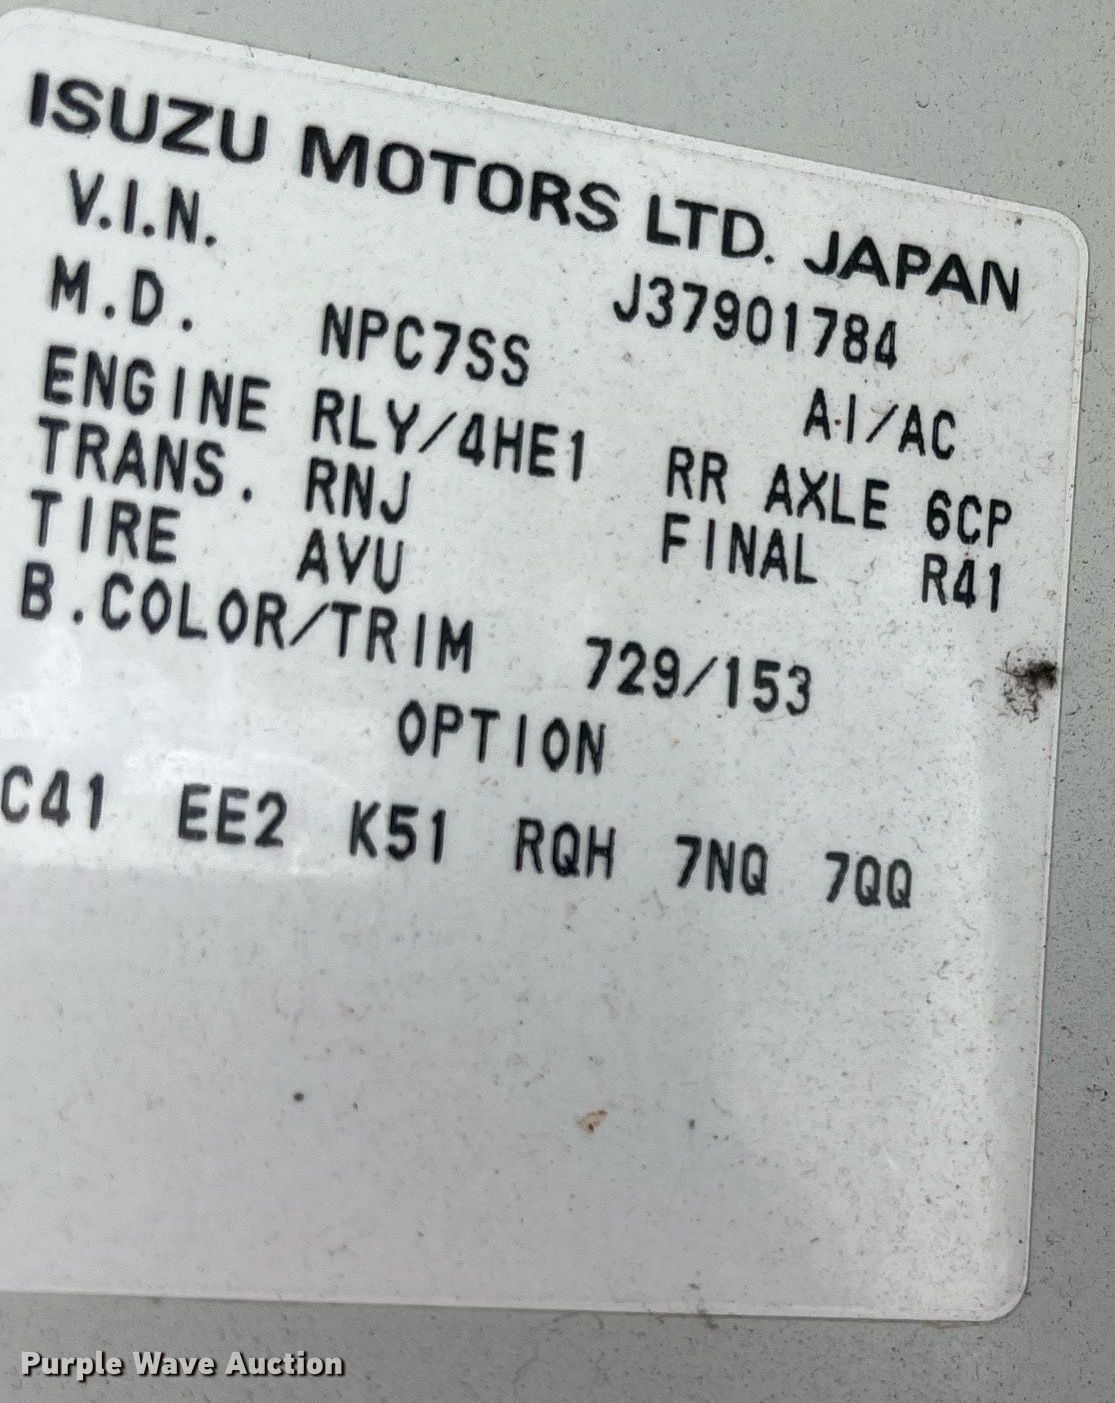 ISUZU MOTORS LTD. JAPAN
V.I.N. J37901784
M.D. NPC7SS A.I/AC
ENGINE RLY/4HE1 RR AXLE 6CP
TRANS. RNJ FINAL R41
TIRE AVU
B.COLOR/TRIM 729/153
OPTION
C41 EE2 K51 RQH 7NQ 7QQ
Purple Wave Auction